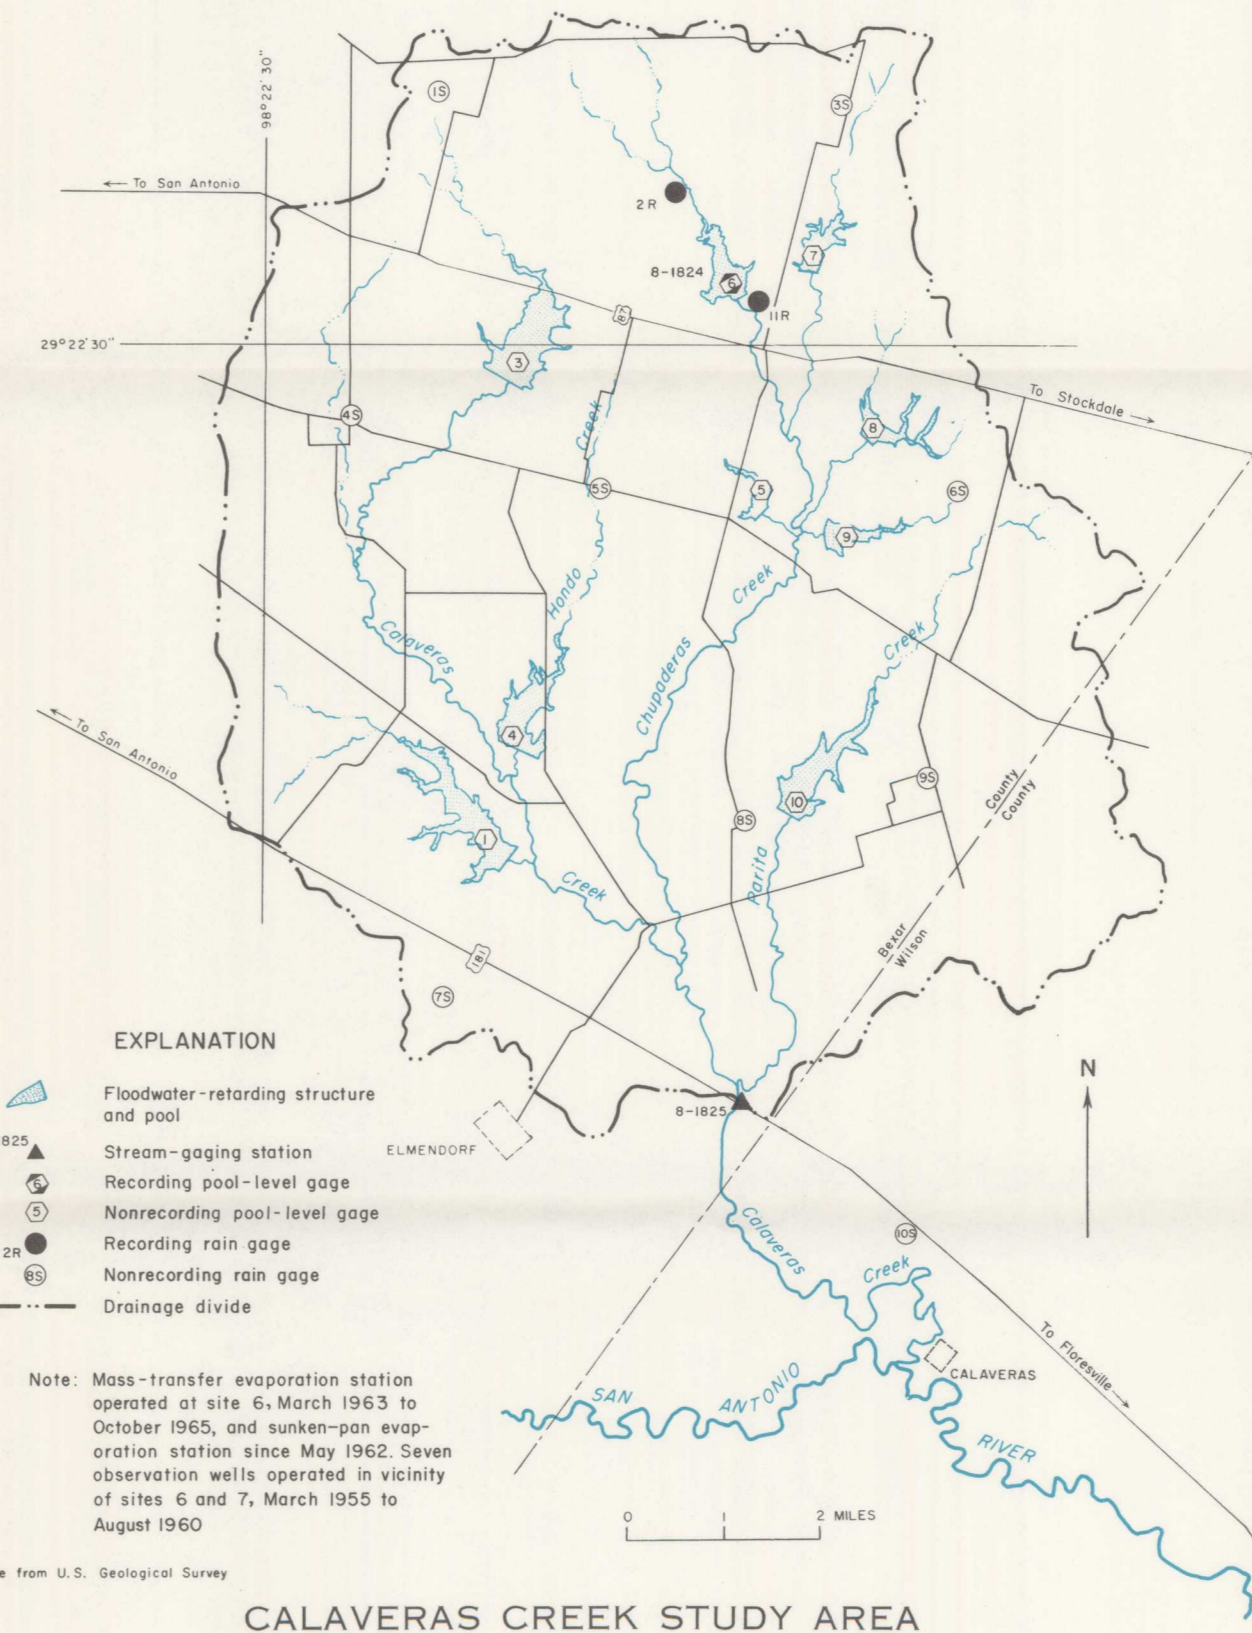 98°22'30"
1S
3S
← To San Antonio
2R
8-1824
7
6
11R
87
29°22'30"
3
To Stockdale →
4S
Creek
8
5S
5
6S
9
Hondo
Creek
Calaveras
Creek
Chupaderas
← To San Antonio
4
County
County
9S
10
8S
1
Parita
Creek
Bexar
Wilson
181
7S
EXPLANATION
N
Floodwater-retarding structure
and pool
8-1825
825
Stream-gaging station
ELMENDORF
6
Recording pool-level gage
5
Nonrecording pool-level gage
2R
Recording rain gage
8S
Nonrecording rain gage
Drainage divide
Calaveras
Creek
10S
To Floresville →
CALAVERAS
SAN ANTONIO RIVER
Note: Mass-transfer evaporation station
operated at site 6, March 1963 to
October 1965, and sunken-pan evap-
oration station since May 1962. Seven
observation wells operated in vicinity
of sites 6 and 7, March 1955 to
August 1960
0 1 2 MILES
e from U.S. Geological Survey
CALAVERAS CREEK STUDY AREA